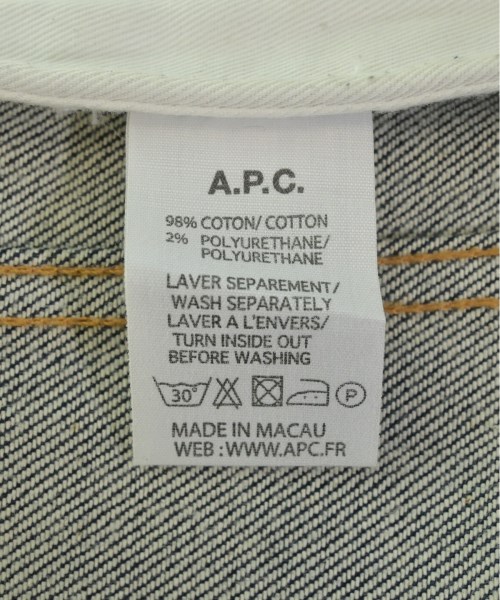 A.P.C.
98% COTON/ COTTON
2% POLYURETHANE/
POLYURETHANE
LAVER SEPAREMENT/
WASH SEPARATELY
LAVER A L'ENVERS/
TURN INSIDE OUT
BEFORE WASHING
30° P
MADE IN MACAU
WEB : WWW.APC.FR